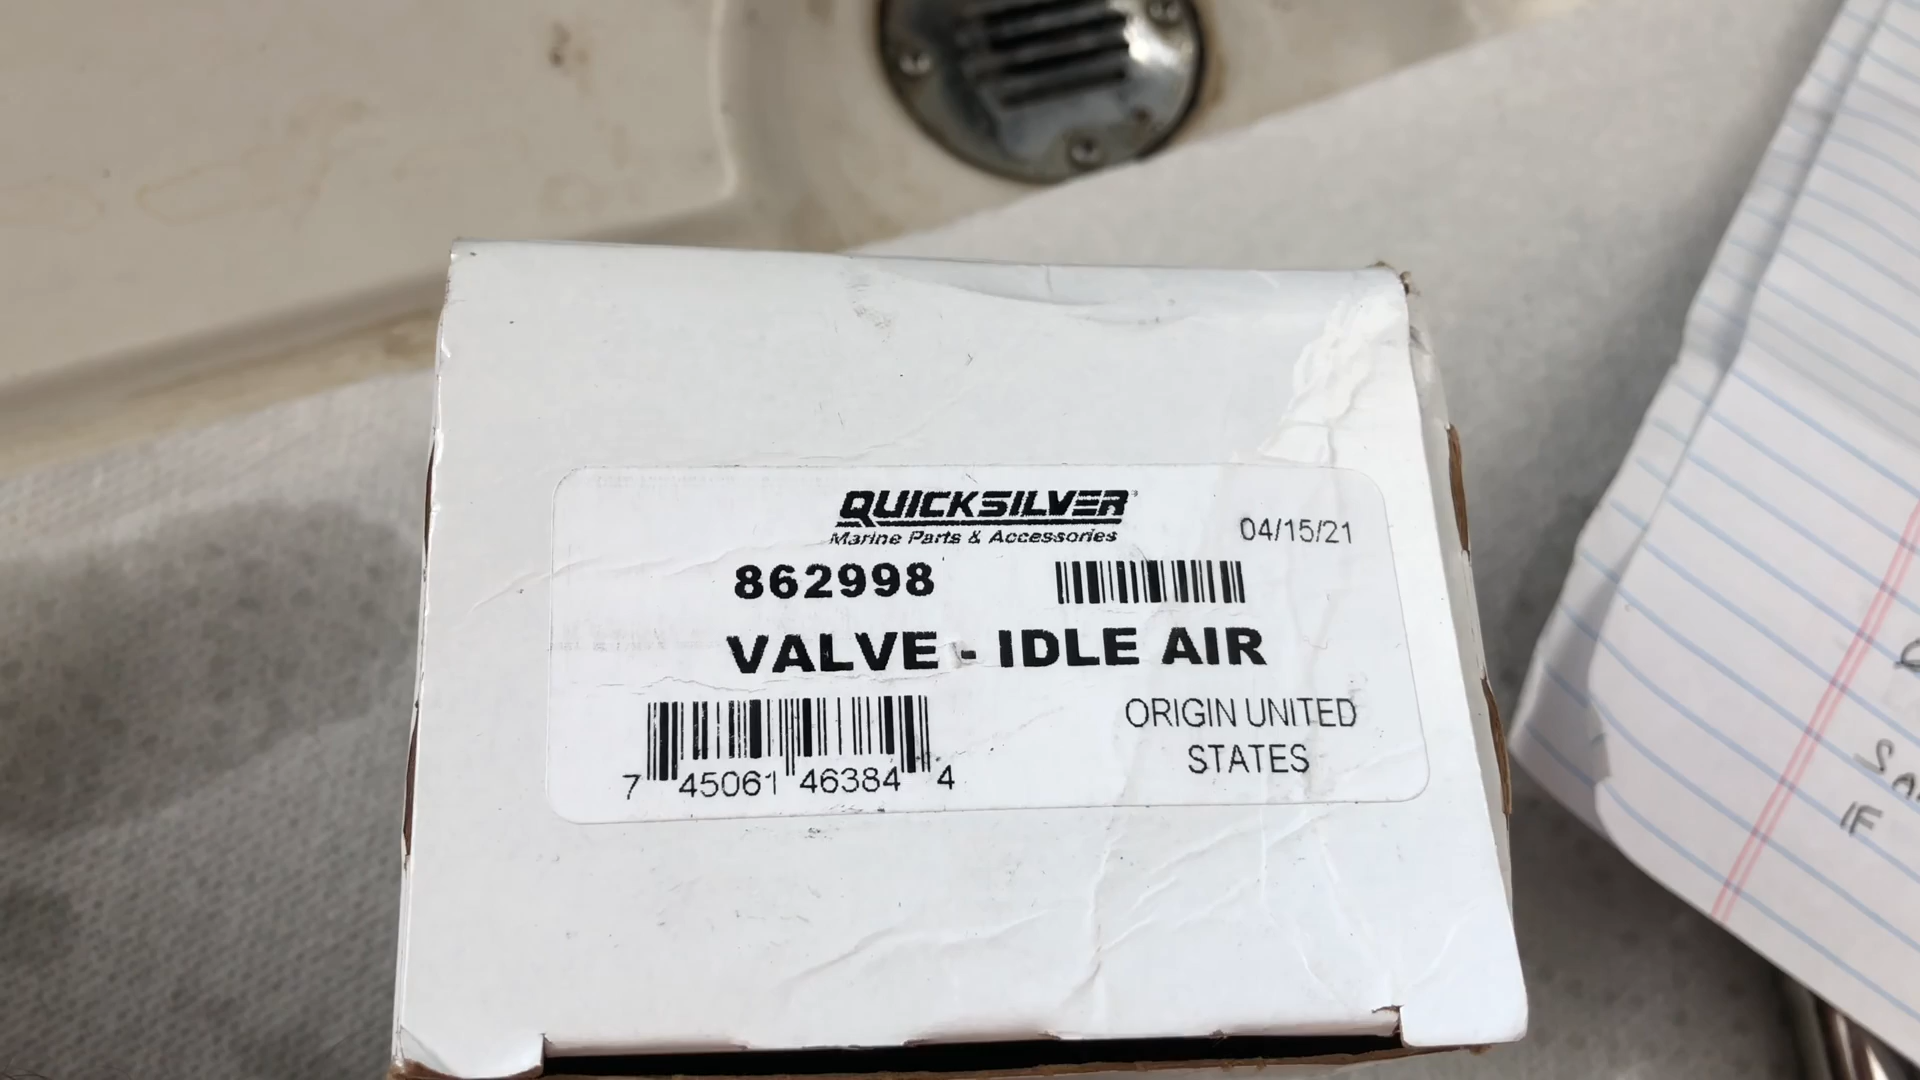 QUICKSILVER
Marine Parts & Accessories
04/15/21
862998
VALVE - IDLE AIR
7 45061 46384 4
ORIGIN UNITED
STATES
IF